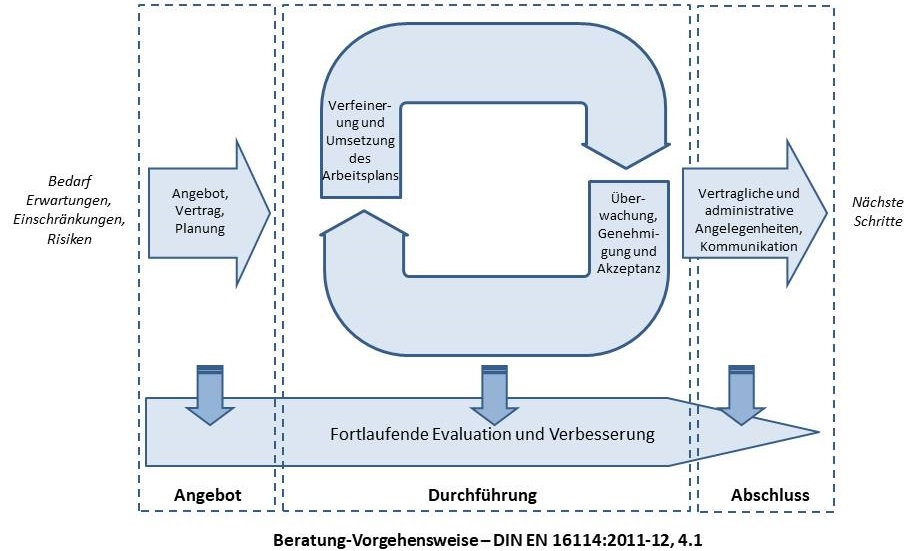 Bedarf
Erwartungen,
Einschränkungen,
Risiken
Angebot,
Vertrag,
Planung
Verfeiner-
ung und
Umsetzung
des
Arbeitsplans
Über-
wachung,
Genehmi-
gung und
Akzeptanz
Vertragliche und
administrative
Angelegenheiten,
Kommunikation
Nächste
Schritte
Fortlaufende Evaluation und Verbesserung
Angebot
Durchführung
Abschluss
Beratung-Vorgehensweise – DIN EN 16114:2011-12, 4.1